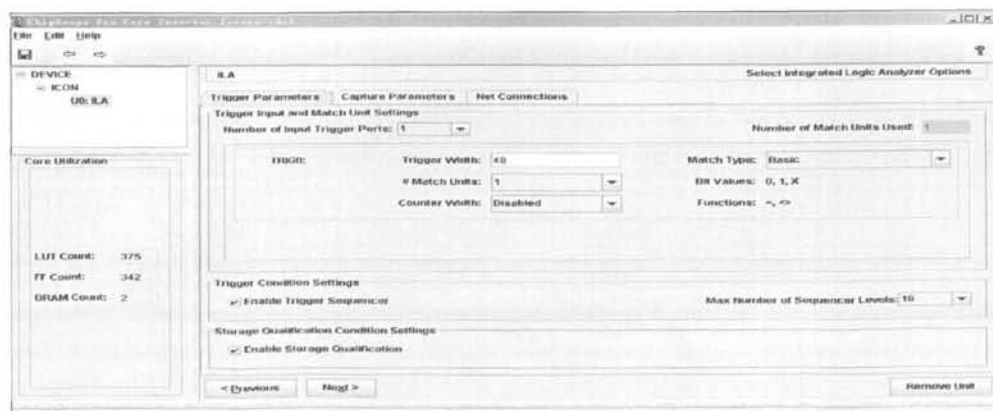 ChipScope Pro Core Inserter
File Edit Help
DEVICE
ICON
U0: ILA
ILA
Select Integrated Logic Analyzer Options
Trigger Parameters Capture Parameters Net Connections
Trigger Input and Match Unit Settings
Number of Input Trigger Ports: 1
Number of Match Units Used: 1
TRIG0:
Trigger Width: 48
Match Type: Basic
# Match Units: 1
Bit Values: 0, 1, X
Counter Width: Disabled
Functions: =, <>
Core Utilization
LUT Count: 375
FF Count: 342
BRAM Count: 2
Trigger Condition Settings
Enable Trigger Sequencer
Max Number of Sequencer Levels: 16
Storage Qualification Condition Settings
Enable Storage Qualification
< Previous
Next >
Remove Unit